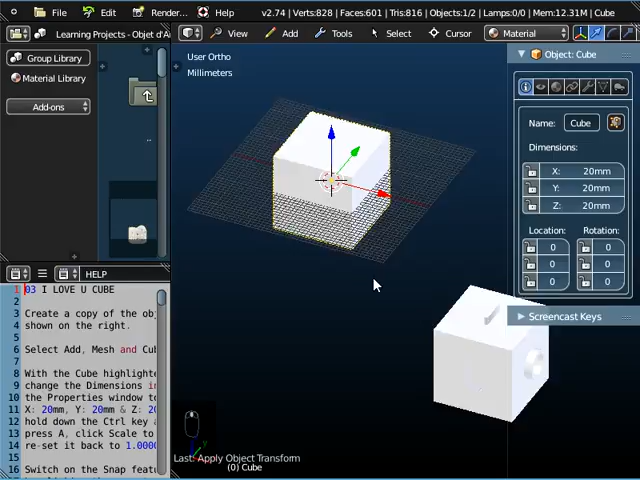 File
Edit
Render...
Help
v2.74 | Verts:828 | Faces:601 | Tris:816 | Objects:1/2 | Lamps:0/0 | Mem:12.31M | Cube
Learning Projects - Objet d'A
View
Add
Tools
Select
Cursor
Material
Group Library
Material Library
Add-ons
..
User Ortho
Millimeters
Object: Cube
Name:
Cube
Dimensions:
X: 20mm
Y: 20mm
Z: 20mm
Location:
Rotation:
0
0
0
0
0
0
Screencast Keys
HELP
1 03 I LOVE U CUBE
2
3 Create a copy of the obj
4 shown on the right.
5
6 Select Add, Mesh and Cub
7
8 With the Cube highlighte
9 change the Dimensions in
10 the Properties window to
11 X: 20mm, Y: 20mm & Z: 20
12 hold down the Ctrl key a
13 press A, click Scale to
14 re-set it back to 1.0000
15
16 Switch on the Snap featu
Last: Apply Object Transform
(0) Cube